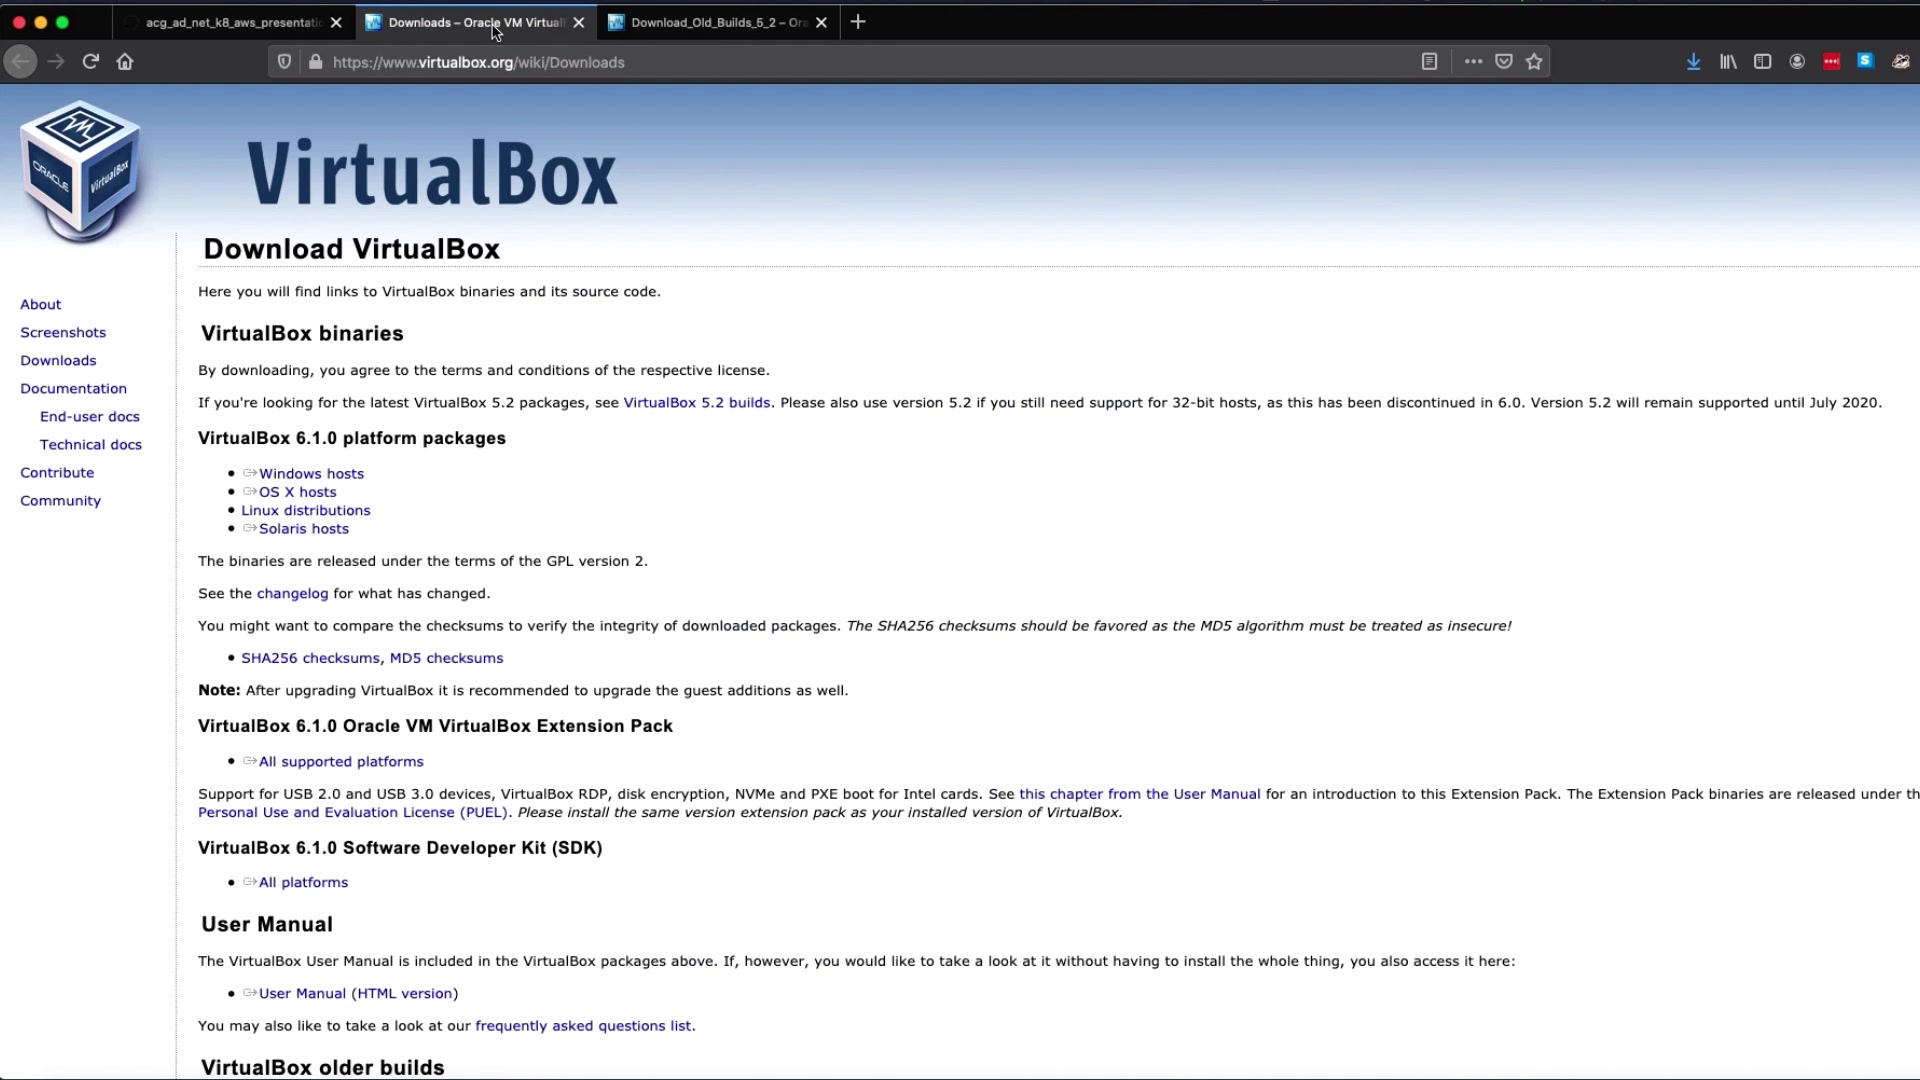 acg_ad_net_k8_aws_presentatic
Downloads – Oracle VM Virtual
Download_Old_Builds_5_2 – Ora
https://www.virtualbox.org/wiki/Downloads
ORACLE
VirtualBox
VirtualBox
Download VirtualBox
Here you will find links to VirtualBox binaries and its source code.
About
Screenshots
Downloads
Documentation
End-user docs
Technical docs
Contribute
Community
VirtualBox binaries
By downloading, you agree to the terms and conditions of the respective license.
If you're looking for the latest VirtualBox 5.2 packages, see VirtualBox 5.2 builds. Please also use version 5.2 if you still need support for 32-bit hosts, as this has been discontinued in 6.0. Version 5.2 will remain supported until July 2020.
VirtualBox 6.1.0 platform packages
• Windows hosts
• OS X hosts
• Linux distributions
• Solaris hosts
The binaries are released under the terms of the GPL version 2.
See the changelog for what has changed.
You might want to compare the checksums to verify the integrity of downloaded packages. The SHA256 checksums should be favored as the MD5 algorithm must be treated as insecure!
• SHA256 checksums, MD5 checksums
Note: After upgrading VirtualBox it is recommended to upgrade the guest additions as well.
VirtualBox 6.1.0 Oracle VM VirtualBox Extension Pack
• All supported platforms
Support for USB 2.0 and USB 3.0 devices, VirtualBox RDP, disk encryption, NVMe and PXE boot for Intel cards. See this chapter from the User Manual for an introduction to this Extension Pack. The Extension Pack binaries are released under th
Personal Use and Evaluation License (PUEL). Please install the same version extension pack as your installed version of VirtualBox.
VirtualBox 6.1.0 Software Developer Kit (SDK)
• All platforms
User Manual
The VirtualBox User Manual is included in the VirtualBox packages above. If, however, you would like to take a look at it without having to install the whole thing, you also access it here:
• User Manual (HTML version)
You may also like to take a look at our frequently asked questions list.
VirtualBox older builds